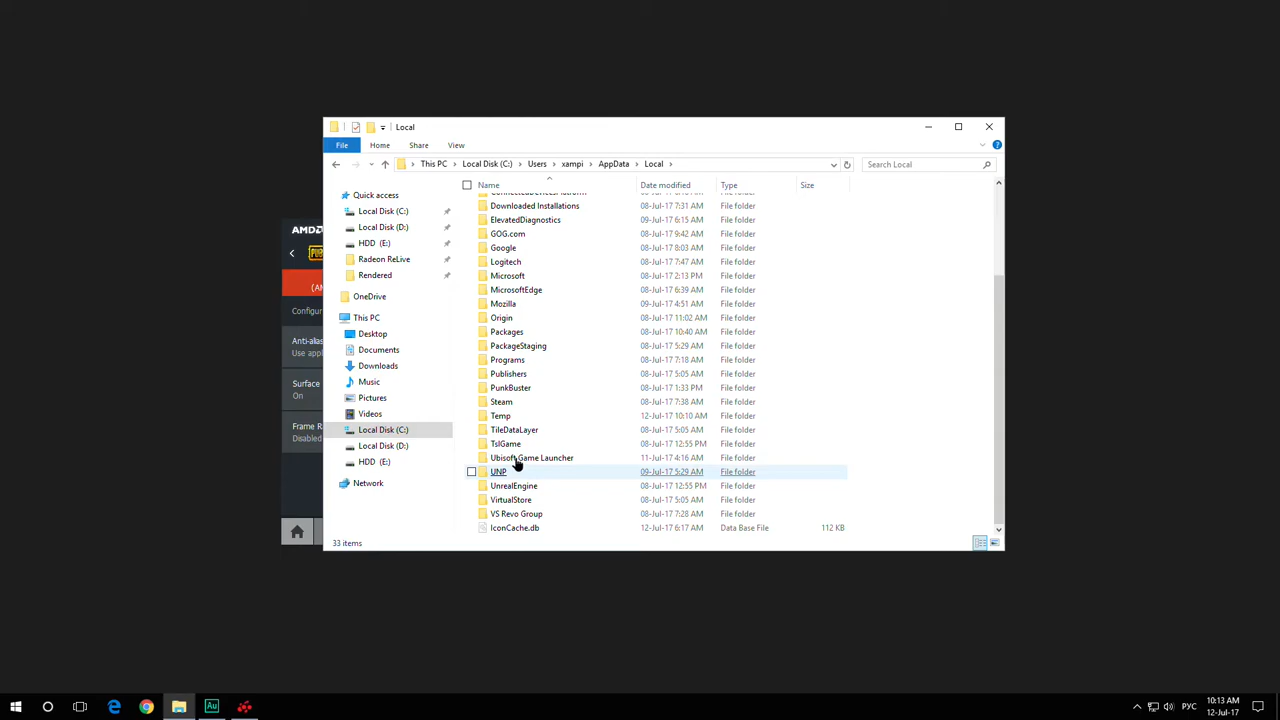 Local
File Home Share View
This PC Local Disk (C:) Users xampi AppData Local
Search Local
Name Date modified Type Size
Quick access
Local Disk (C:)
Local Disk (D:)
HDD (E:)
Radeon ReLive
Rendered
OneDrive
This PC
Desktop
Documents
Downloads
Music
Pictures
Videos
Local Disk (C:)
Local Disk (D:)
HDD (E:)
Network
Downloaded Installations 08-Jul-17 7:31 AM File folder
ElevatedDiagnostics 09-Jul-17 6:15 AM File folder
GOG.com 08-Jul-17 9:42 AM File folder
Google 08-Jul-17 8:03 AM File folder
Logitech 08-Jul-17 7:47 AM File folder
Microsoft 08-Jul-17 2:13 PM File folder
MicrosoftEdge 08-Jul-17 6:39 AM File folder
Mozilla 09-Jul-17 4:51 AM File folder
Origin 08-Jul-17 11:02 AM File folder
Packages 08-Jul-17 10:40 AM File folder
PackageStaging 08-Jul-17 5:29 AM File folder
Programs 08-Jul-17 7:18 AM File folder
Publishers 08-Jul-17 5:05 AM File folder
PunkBuster 08-Jul-17 1:33 PM File folder
Steam 08-Jul-17 7:38 AM File folder
Temp 12-Jul-17 10:10 AM File folder
TileDataLayer 08-Jul-17 5:05 AM File folder
TslGame 08-Jul-17 12:55 PM File folder
Ubisoft Game Launcher 11-Jul-17 4:16 AM File folder
UNP 09-Jul-17 5:29 AM File folder
UnrealEngine 08-Jul-17 12:55 PM File folder
VirtualStore 08-Jul-17 5:05 AM File folder
VS Revo Group 08-Jul-17 7:28 AM File folder
IconCache.db 12-Jul-17 6:17 AM Data Base File 112 KB
33 items
AMD
PUB
(AM
Configur
Anti-alias
Use appl
Surface
On
Frame R
Disabled
Au
РУС
10:13 AM
12-Jul-17